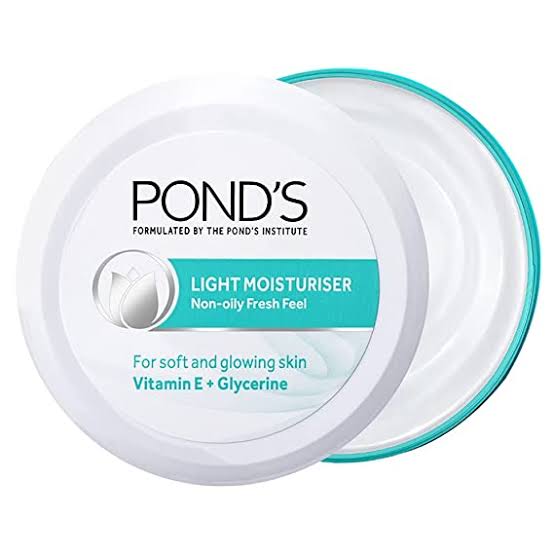 POND'S
FORMULATED BY THE POND'S INSTITUTE
LIGHT MOISTURISER
Non-oily Fresh Feel
For soft and glowing skin
Vitamin E + Glycerine